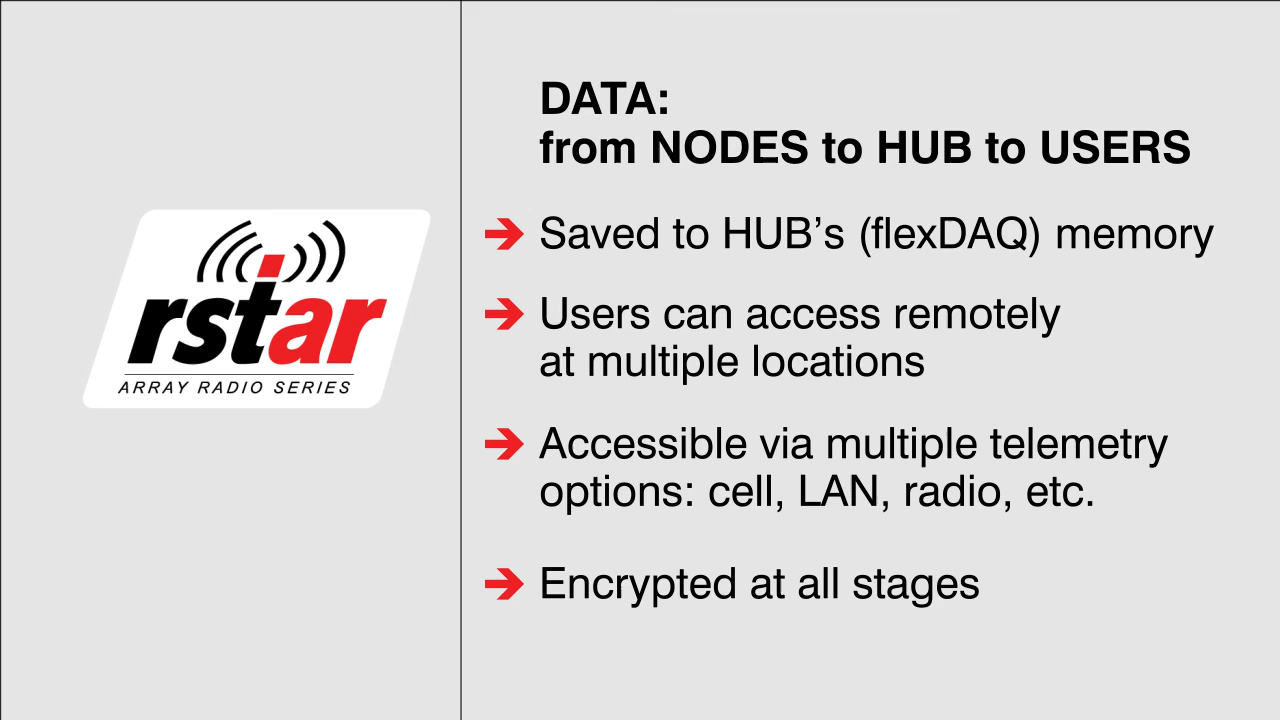 rstar
ARRAY RADIO SERIES
DATA:
from NODES to HUB to USERS
Saved to HUB’s (flexDAQ) memory
Users can access remotely
at multiple locations
Accessible via multiple telemetry
options: cell, LAN, radio, etc.
Encrypted at all stages